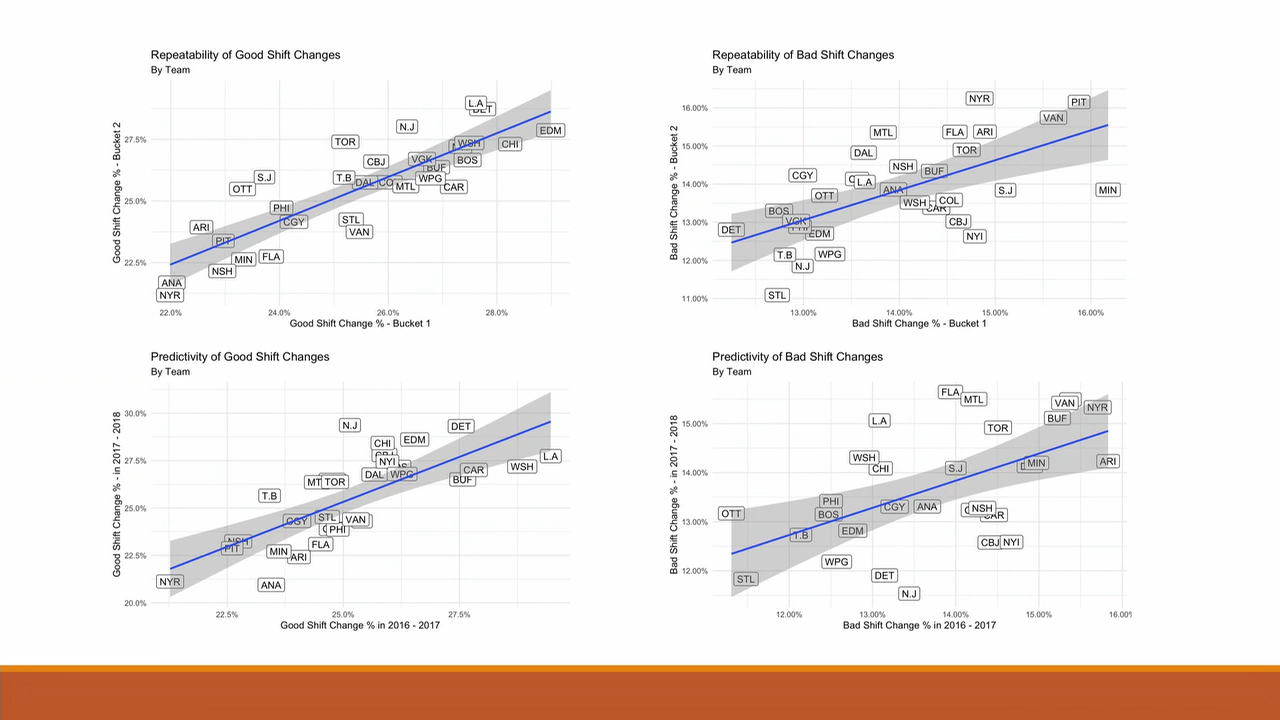 Repeatability of Good Shift Changes
By Team
Good Shift Change % - Bucket 2
27.5%
25.0%
22.5%
L.A
N.J
EDM
TOR
WSH
CHI
CBJ
VGK
BOS
BUF
S.J
T.B
DAL
WPG
OTT
MTL
CAR
PHI
CGY
STL
ARI
VAN
PIT
MIN
FLA
NSH
ANA
NYR
22.0%
24.0%
26.0%
28.0%
Good Shift Change % - Bucket 1
Repeatability of Bad Shift Changes
By Team
Bad Shift Change % - Bucket 2
16.00%
15.00%
14.00%
13.00%
12.00%
11.00%
NYR
PIT
VAN
MTL
FLA
ARI
DAL
TOR
NSH
BUF
CGY
L.A
ANA
S.J
MIN
OTT
WSH
COL
CAR
BOS
VGK
CBJ
DET
EDM
NYI
T.B
WPG
N.J
STL
13.00%
14.00%
15.00%
16.00%
Bad Shift Change % - Bucket 1
Predictivity of Good Shift Changes
By Team
Good Shift Change % - in 2017 - 2018
30.0%
27.5%
25.0%
22.5%
20.0%
N.J
DET
CHI
EDM
NYI
L.A
DAL
WPG
CAR
WSH
TOR
BUF
T.B
CGY
STL
VAN
PHI
NSH
PIT
MIN
FLA
ARI
NYR
ANA
22.5%
25.0%
27.5%
Good Shift Change % in 2016 - 2017
Predictivity of Bad Shift Changes
By Team
Bad Shift Change % - in 2017 - 2018
15.00%
14.00%
13.00%
12.00%
FLA
MTL
VAN
NYR
L.A
BUF
TOR
WSH
CHI
S.J
MIN
ARI
PHI
OTT
BOS
CGY
ANA
NSH
CAR
T.B
EDM
CBJ
NYI
WPG
STL
DET
N.J
12.00%
13.00%
14.00%
15.00%
16.00%
Bad Shift Change % in 2016 - 2017